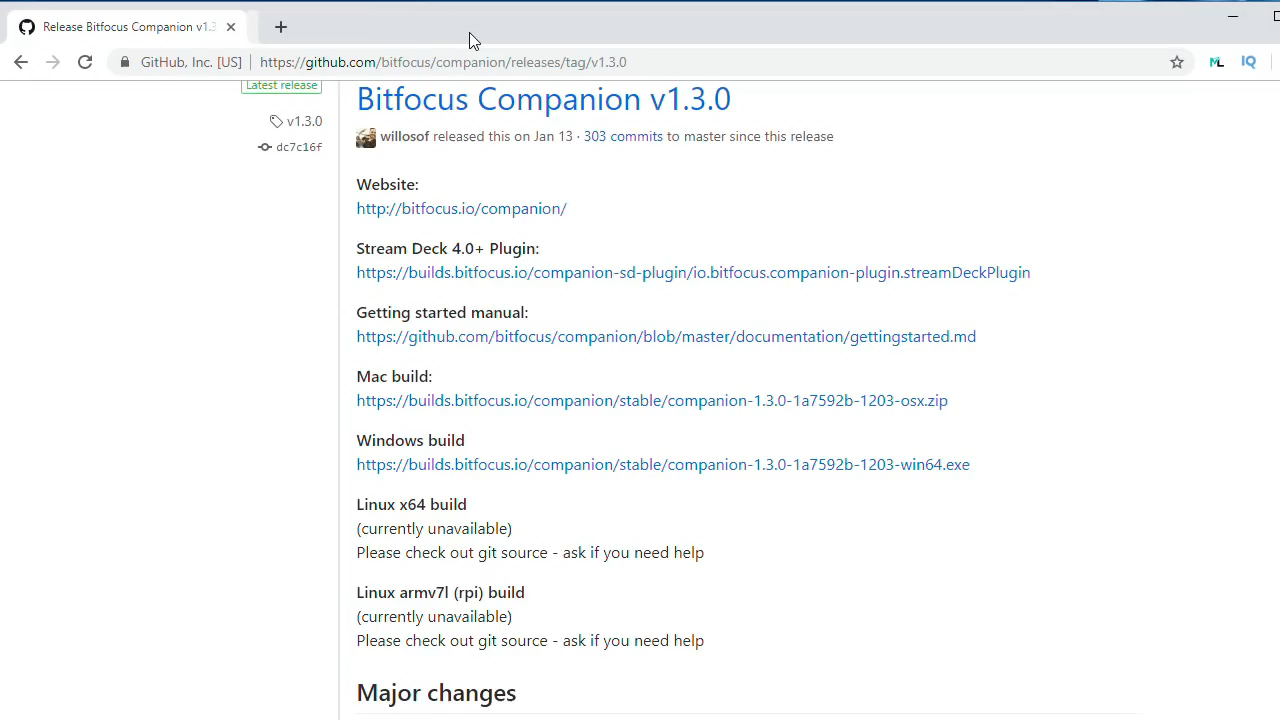 Release Bitfocus Companion v1.3
GitHub, Inc. [US] | https://github.com/bitfocus/companion/releases/tag/v1.3.0
ML
IQ
Latest release
v1.3.0
dc7c16f
Bitfocus Companion v1.3.0
willosof released this on Jan 13 · 303 commits to master since this release
Website:
http://bitfocus.io/companion/
Stream Deck 4.0+ Plugin:
https://builds.bitfocus.io/companion-sd-plugin/io.bitfocus.companion-plugin.streamDeckPlugin
Getting started manual:
https://github.com/bitfocus/companion/blob/master/documentation/gettingstarted.md
Mac build:
https://builds.bitfocus.io/companion/stable/companion-1.3.0-1a7592b-1203-osx.zip
Windows build
https://builds.bitfocus.io/companion/stable/companion-1.3.0-1a7592b-1203-win64.exe
Linux x64 build
(currently unavailable)
Please check out git source - ask if you need help
Linux armv7l (rpi) build
(currently unavailable)
Please check out git source - ask if you need help
Major changes